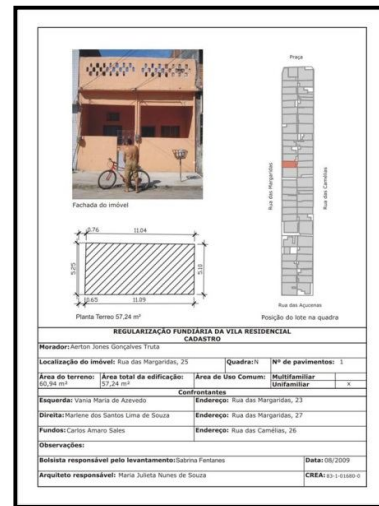 Praça
Rua das Margaridas
Rua das Camélias
Fachada do imóvel
5.76 11.04
5.25
5.18
0.65 11.09
Rua das Açucenas
Planta Terreo 57,24 m²
Posição do lote na quadra
REGULARIZAÇÃO FUNDIÁRIA DA VILA RESIDENCIAL
CADASTRO
Morador: Aerton Jones Gonçalves Truta
Localização do imóvel: Rua das Margaridas, 25 Quadra: N Nº de pavimentos: 1
Área do terreno: 60,94 m² Área total da edificação: 57,24 m² Área de Uso Comum: Multifamiliar
Unifamiliar X
Confrontantes
Esquerda: Vania Maria de Azevedo Endereço: Rua das Margaridas, 23
Direita: Marlene dos Santos Lima de Souza Endereço: Rua das Margaridas, 27
Fundos: Carlos Amaro Sales Endereço: Rua das Camélias, 26
Observações:
Bolsista responsável pelo levantamento: Sabrina Fentanes Data: 08/2009
Arquiteto responsável: Maria Julieta Nunes de Souza CREA: 83-1-01680-0